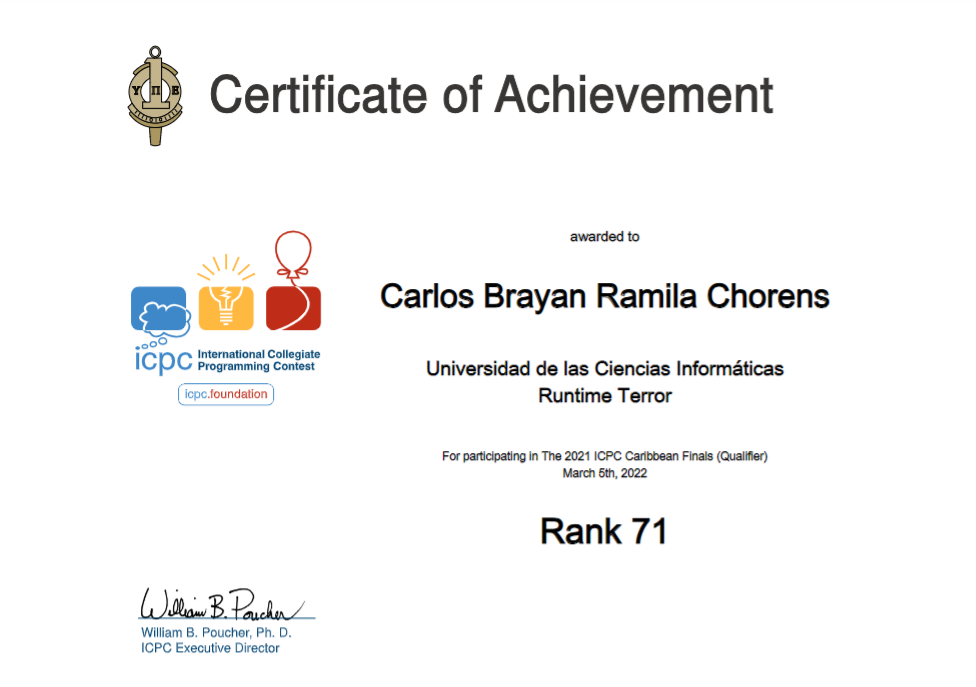 Certificate of Achievement
Υ Π Ε
awarded to
Carlos Brayan Ramila Chorens
Universidad de las Ciencias Informáticas
Runtime Terror
For participating in The 2021 ICPC Caribbean Finals (Qualifier)
March 5th, 2022
Rank 71
icpc International Collegiate
Programming Contest
icpc.foundation
William B. Poucher
William B. Poucher, Ph. D.
ICPC Executive Director